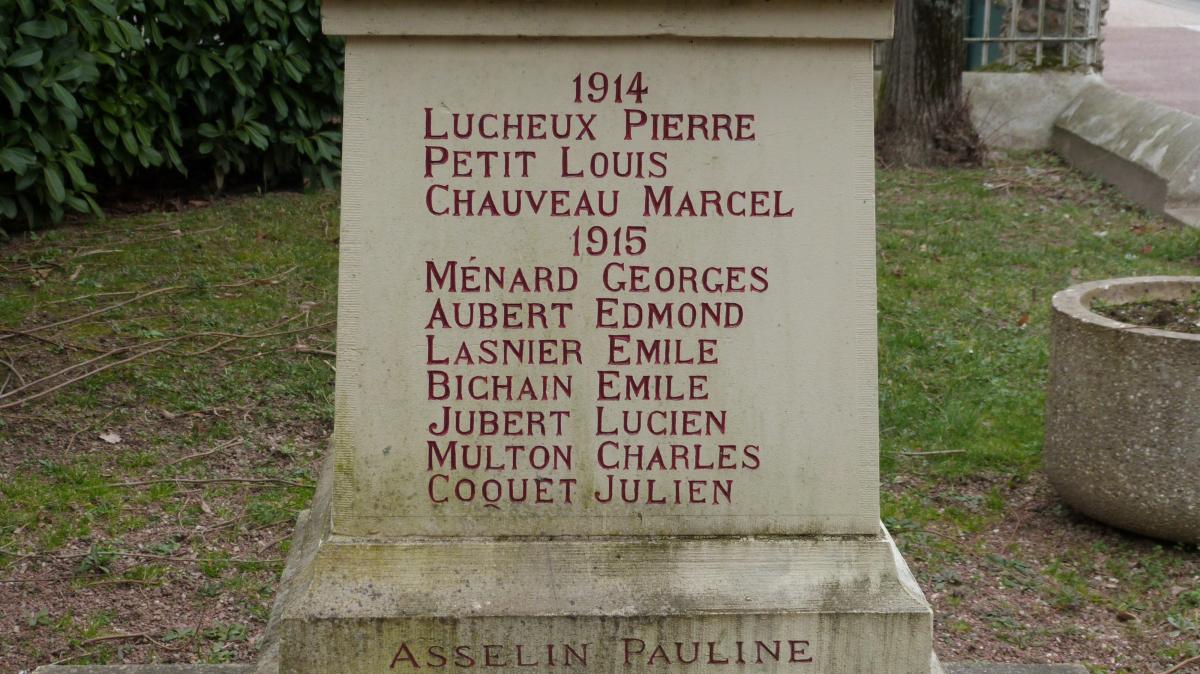 1914
LUCHEUX PIERRE
PETIT LOUIS
CHAUVEAU MARCEL
1915
MÉNARD GEORGES
AUBERT EDMOND
LASNIER EMILE
BICHAIN EMILE
JUBERT LUCIEN
MULTON CHARLES
COQUET JULIEN
ASSELIN PAULINE